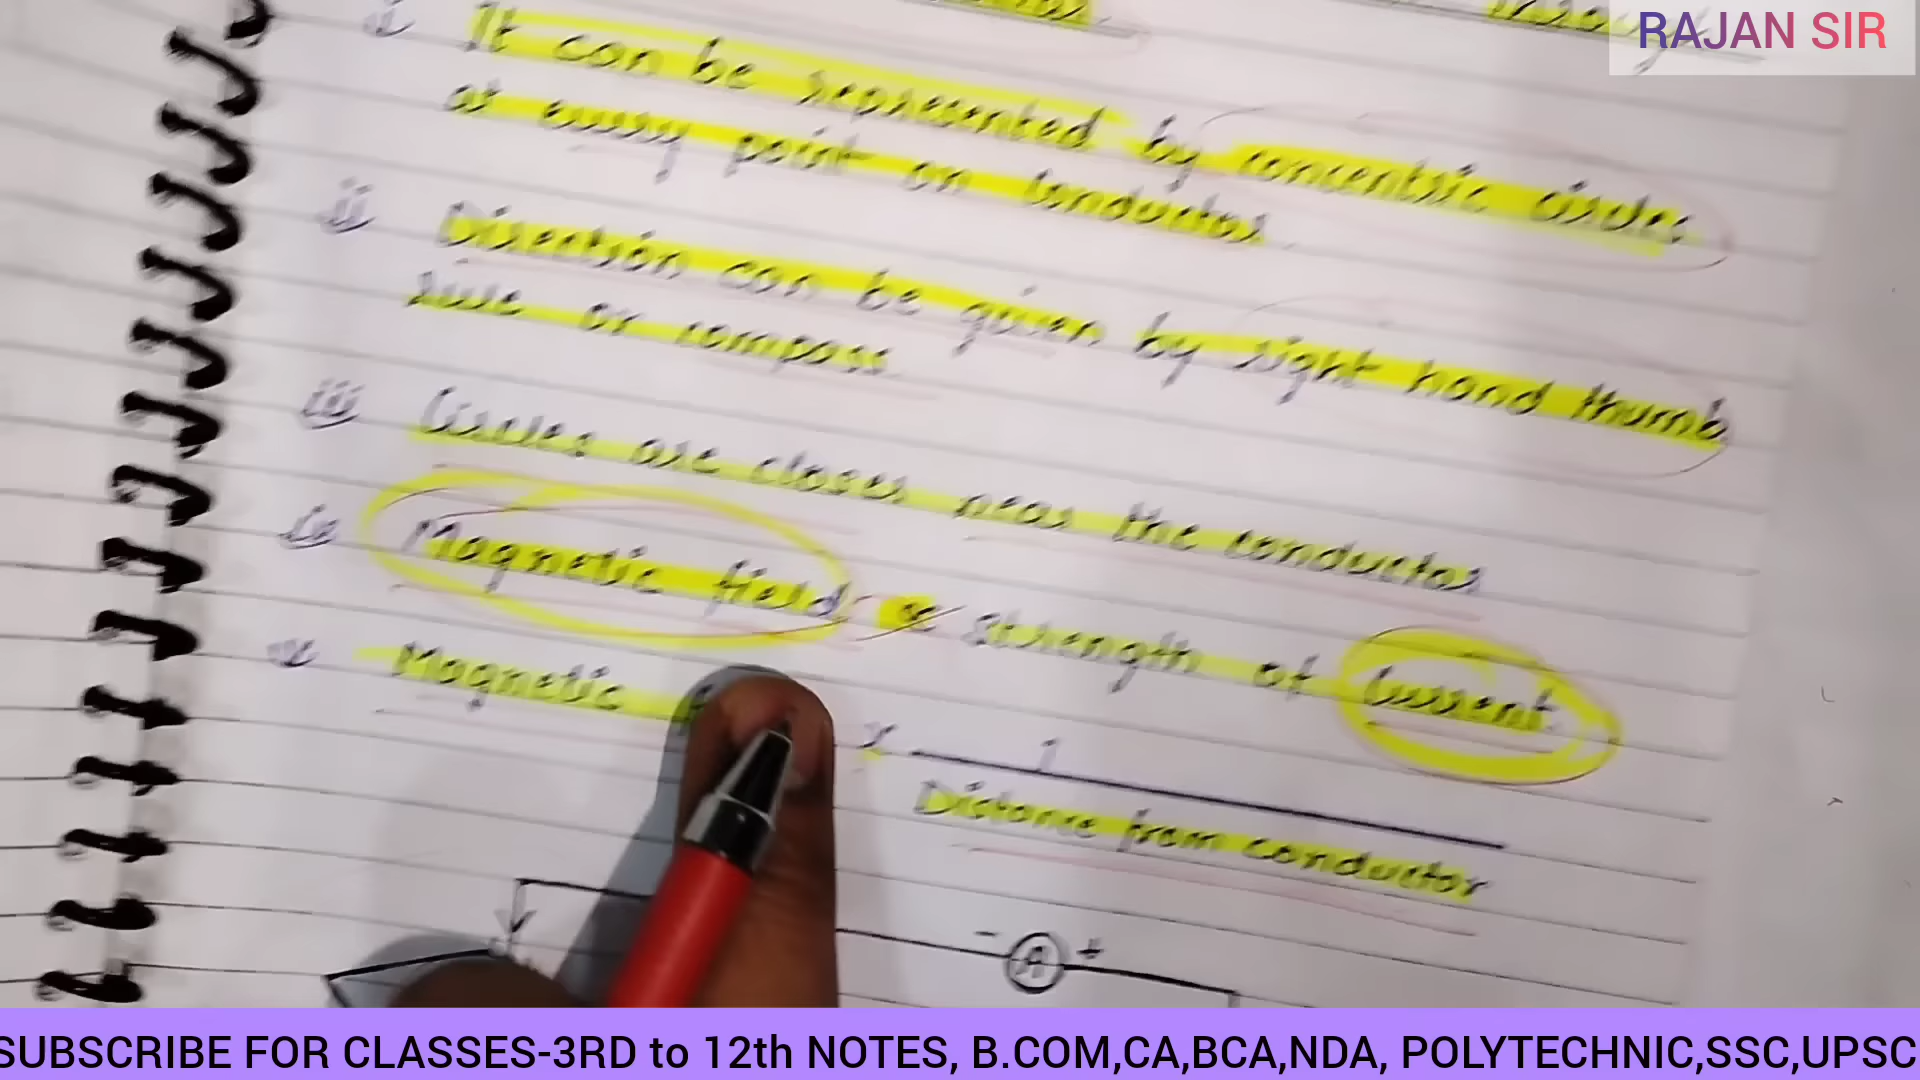 RAJAN SIR
i It can be represented by concentric circles
at every point on conductor.
ii Direction can be given by right hand thumb
rule or compass
iii Circles are closer near the conductor
iv Magnetic field ∝ strength of Current.
v Magnetic
∝ 1
Distance from conductor
- A +
SUBSCRIBE FOR CLASSES-3RD to 12th NOTES, B.COM,CA,BCA,NDA, POLYTECHNIC,SSC,UPSC